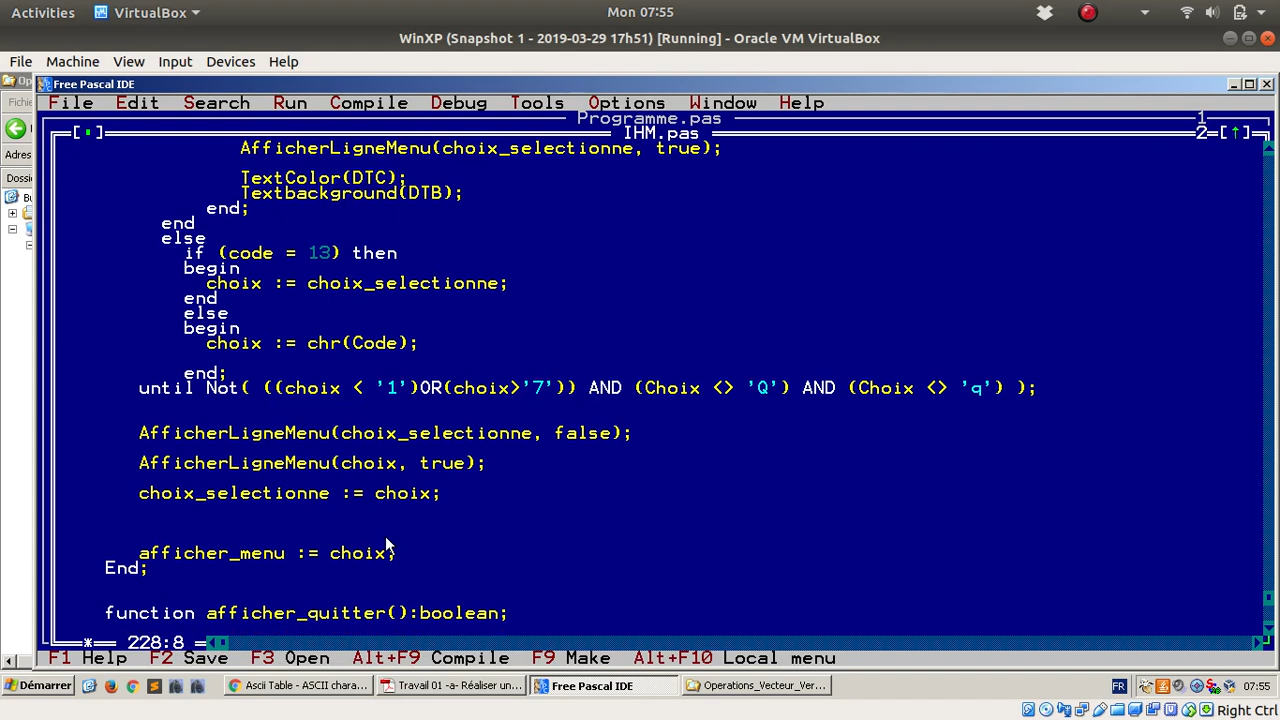 Activities VirtualBox Mon 07:55
WinXP (Snapshot 1 - 2019-03-29 17h51) [Running] - Oracle VM VirtualBox
File Machine View Input Devices Help
Free Pascal IDE
File Edit Search Run Compile Debug Tools Options Window Help
Programme.pas 1
IHM.pas 2
AfficherLigneMenu(choix_selectionne, true);
TextColor(DTC);
Textbackground(DTB);
end;
end
else
if (code = 13) then
begin
choix := choix_selectionne;
end
else
begin
choix := chr(Code);
end;
until Not( ((choix < '1')OR(choix>'7')) AND (Choix <> 'Q') AND (Choix <> 'q') );
AfficherLigneMenu(choix_selectionne, false);
AfficherLigneMenu(choix, true);
choix_selectionne := choix;
afficher_menu := choix;
End;
function afficher_quitter():boolean;
228:8
F1 Help F2 Save F3 Open Alt+F9 Compile F9 Make Alt+F10 Local menu
Démarrer Ascii Table - ASCII chara... Travail 01 -a- Réaliser un... Free Pascal IDE Operations_Vecteur_Ver... FR 07:55
Right Ctrl